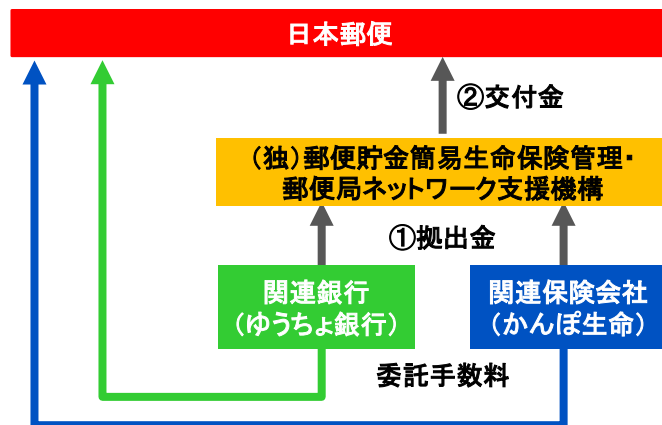 日本郵便
②交付金
（独）郵便貯金簡易生命保険管理・
郵便局ネットワーク支援機構
①拠出金
関連銀行
（ゆうちょ銀行）
関連保険会社
（かんぽ生命）
委託手数料